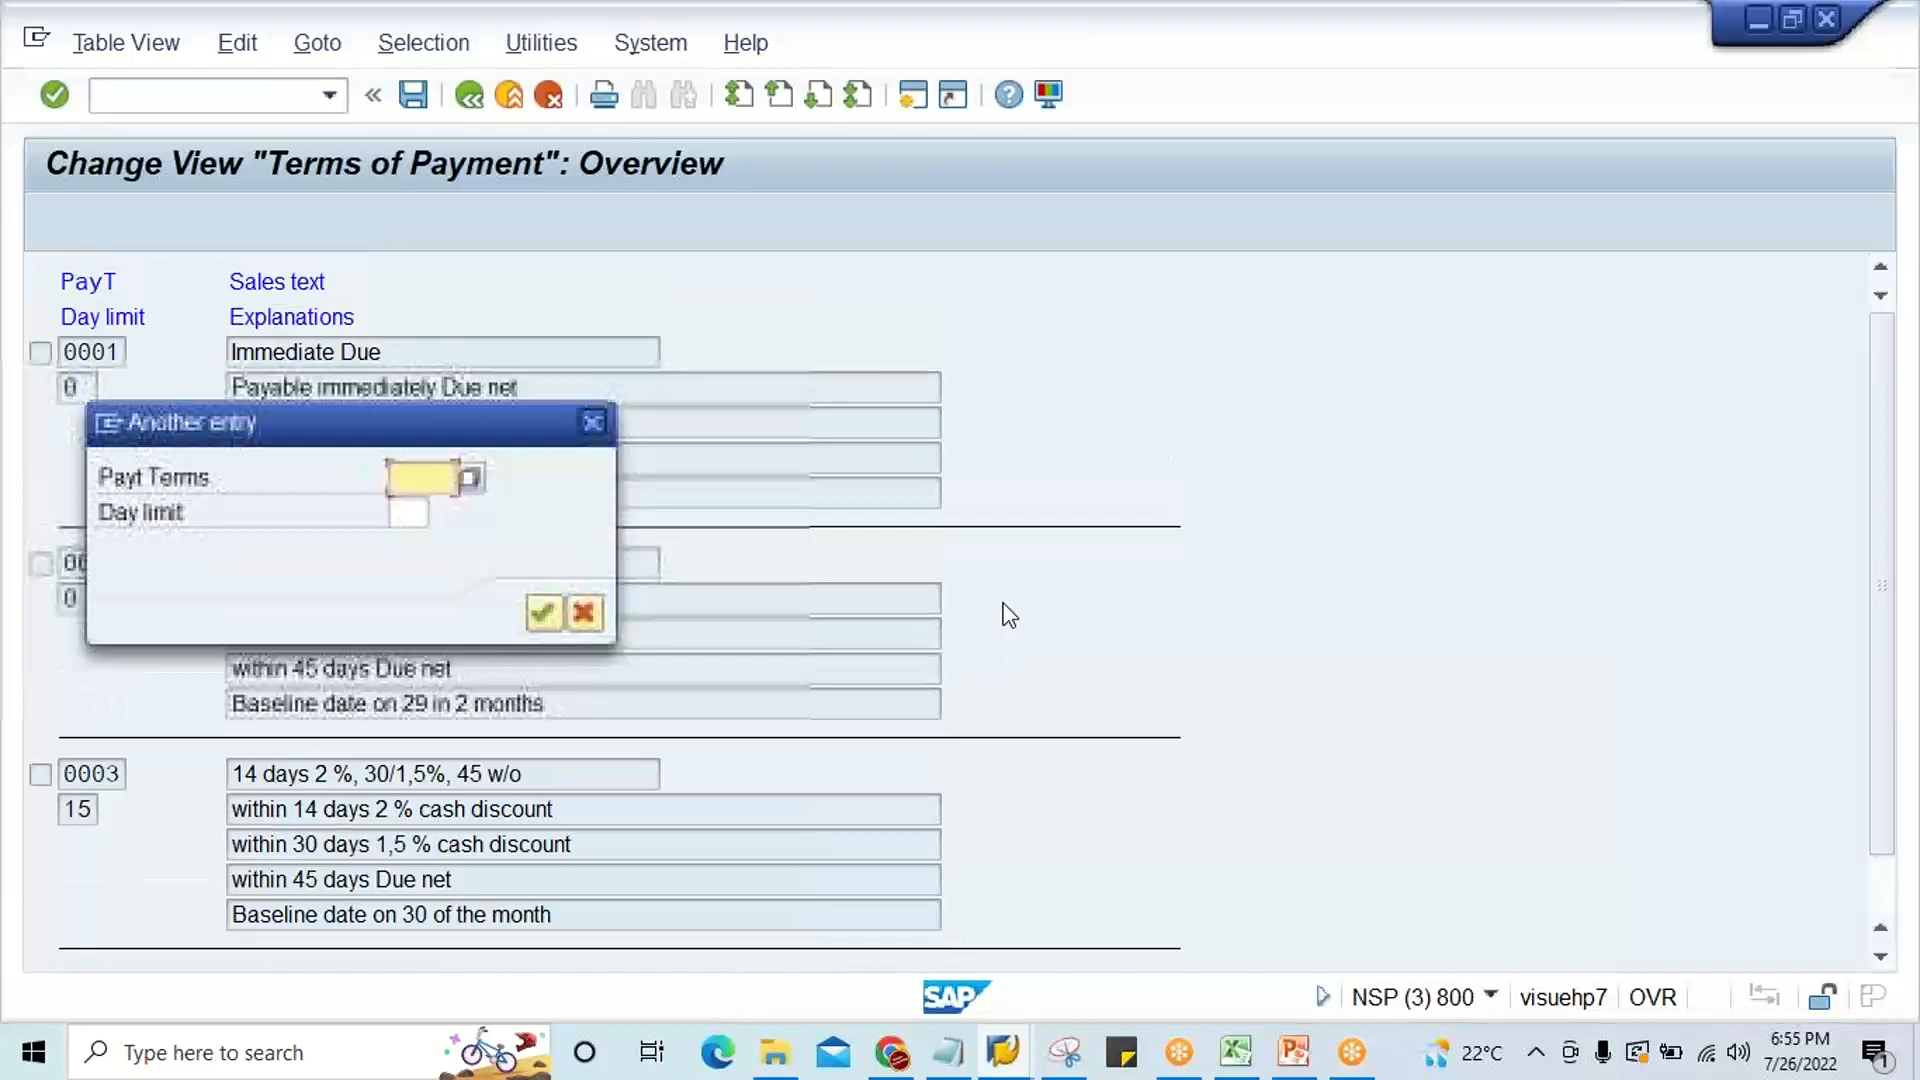 Table View Edit Goto Selection Utilities System Help
Change View "Terms of Payment": Overview
PayT Sales text
Day limit Explanations
0001 Immediate Due
0 Payable immediately Due net
Another entry
Payt Terms
Day limit
0
within 45 days Due net
Baseline date on 29 in 2 months
0003 14 days 2 %, 30/1,5%, 45 w/o
15 within 14 days 2 % cash discount
within 30 days 1,5 % cash discount
within 45 days Due net
Baseline date on 30 of the month
SAP NSP (3) 800 visuehp7 OVR
Type here to search 22°C 6:55 PM
7/26/2022 1